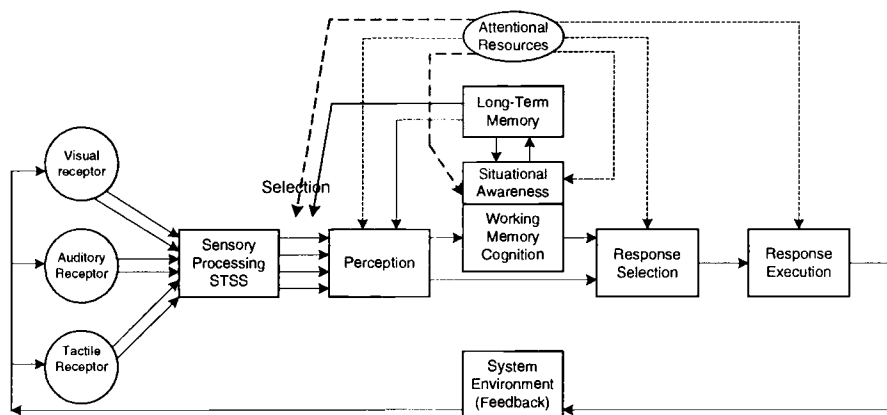 Attentional
Resources
Long-Term
Memory
Visual
receptor
Selection
Situational
Awareness
Auditory
Receptor
Sensory
Processing
STSS
Perception
Working
Memory
Cognition
Response
Selection
Response
Execution
Tactile
Receptor
System
Environment
(Feedback)